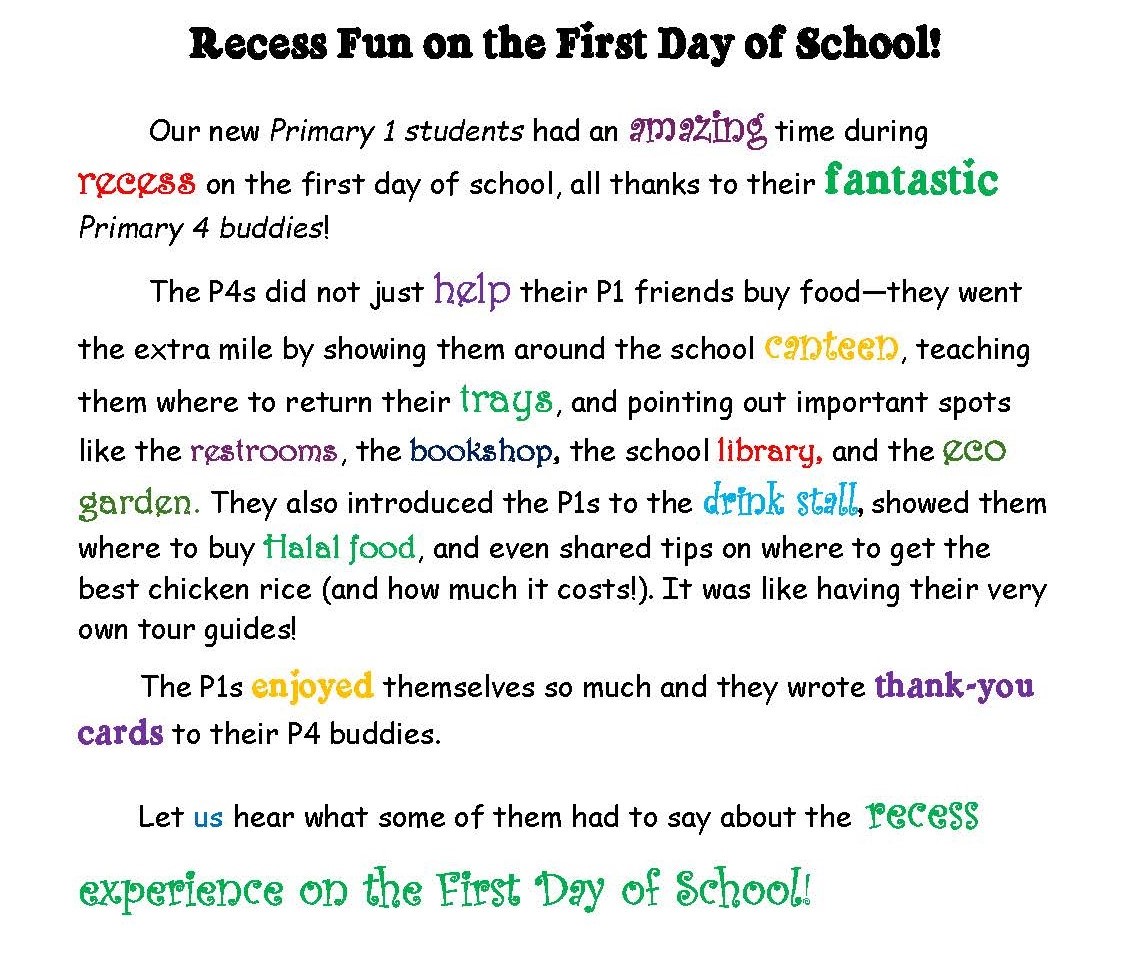 Recess Fun on the First Day of School!
Our new Primary 1 students had an amazing time during
recess on the first day of school, all thanks to their fantastic
Primary 4 buddies!
The P4s did not just help their P1 friends buy food—they went
the extra mile by showing them around the school canteen, teaching
them where to return their trays, and pointing out important spots
like the restrooms, the bookshop, the school library, and the eco
garden. They also introduced the P1s to the drink stall, showed them
where to buy Halal food, and even shared tips on where to get the
best chicken rice (and how much it costs!). It was like having their very
own tour guides!
The P1s enjoyed themselves so much and they wrote thank-you
cards to their P4 buddies.
Let us hear what some of them had to say about the recess
experience on the First Day of School!